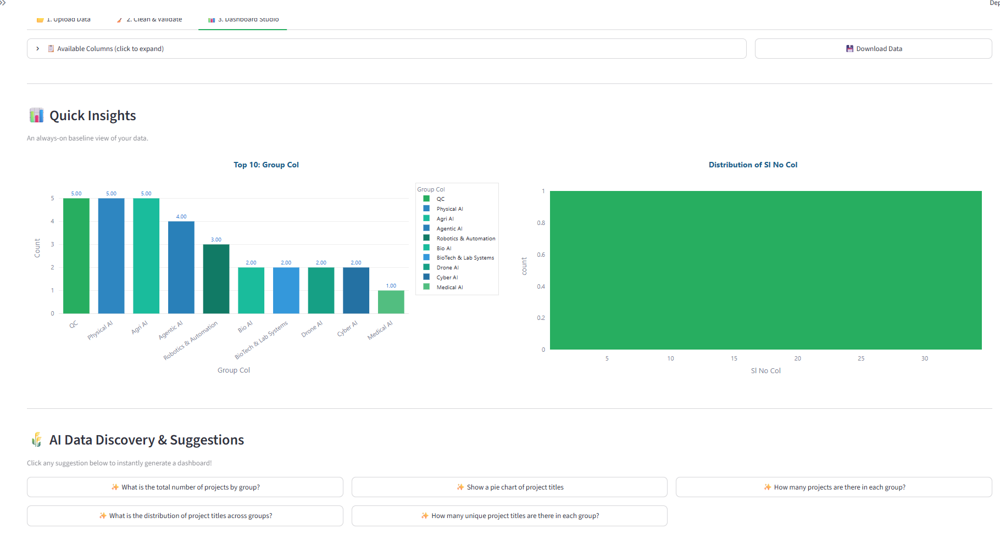 Dep
1. Upload Data
2. Clean & Validate
3. Dashboard Studio
Available Columns (click to expand)
Download Data
Quick Insights
An always-on baseline view of your data.
Top 10: Group Col
5.00
5.00
5.00
4.00
3.00
2.00
2.00
2.00
2.00
1.00
5
4
3
2
1
0
Count
QC
Physical AI
Agri AI
Agentic AI
Robotics & Automation
Bio AI
BioTech & Lab Systems
Drone AI
Cyber AI
Medical AI
Group Col
Group Col
QC
Physical AI
Agri AI
Agentic AI
Robotics & Automation
Bio AI
BioTech & Lab Systems
Drone AI
Cyber AI
Medical AI
Distribution of Sl No Col
1
0.8
0.6
0.4
0.2
0
count
5
10
15
20
25
30
Sl No Col
AI Data Discovery & Suggestions
Click any suggestion below to instantly generate a dashboard!
What is the total number of projects by group?
Show a pie chart of project titles
How many projects are there in each group?
What is the distribution of project titles across groups?
How many unique project titles are there in each group?